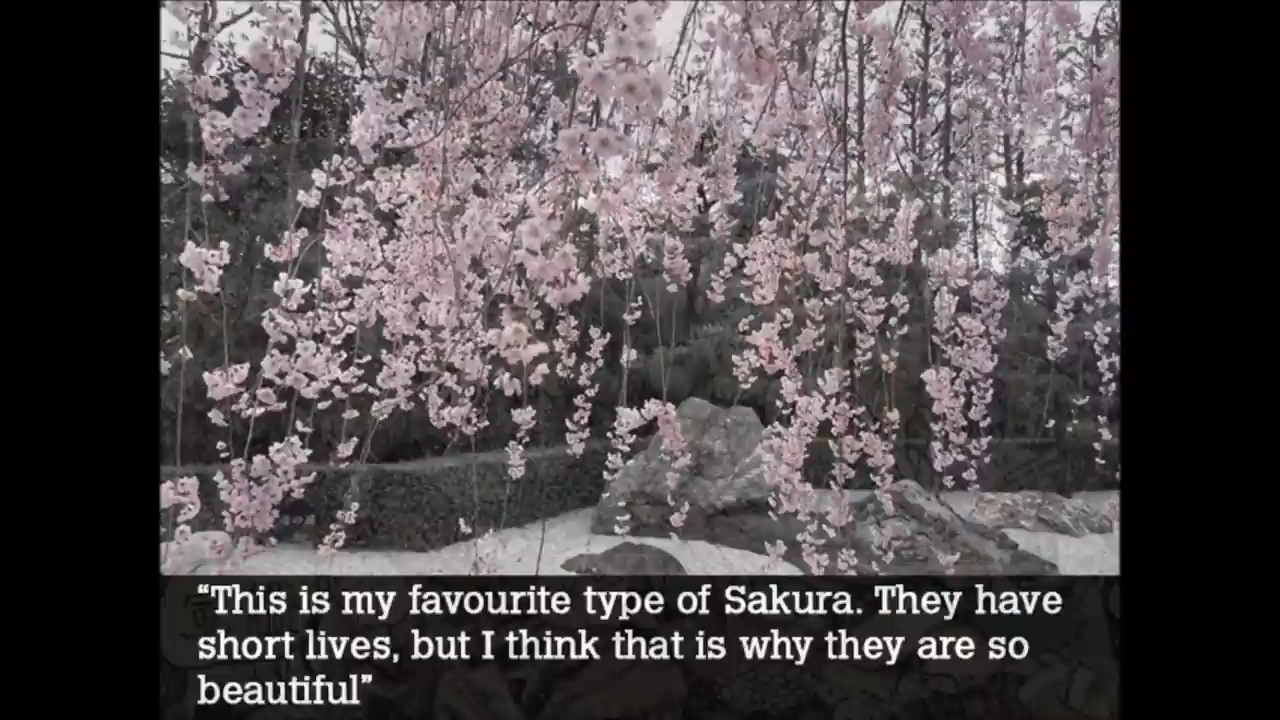 “This is my favourite type of Sakura. They have
short lives, but I think that is why they are so
beautiful”